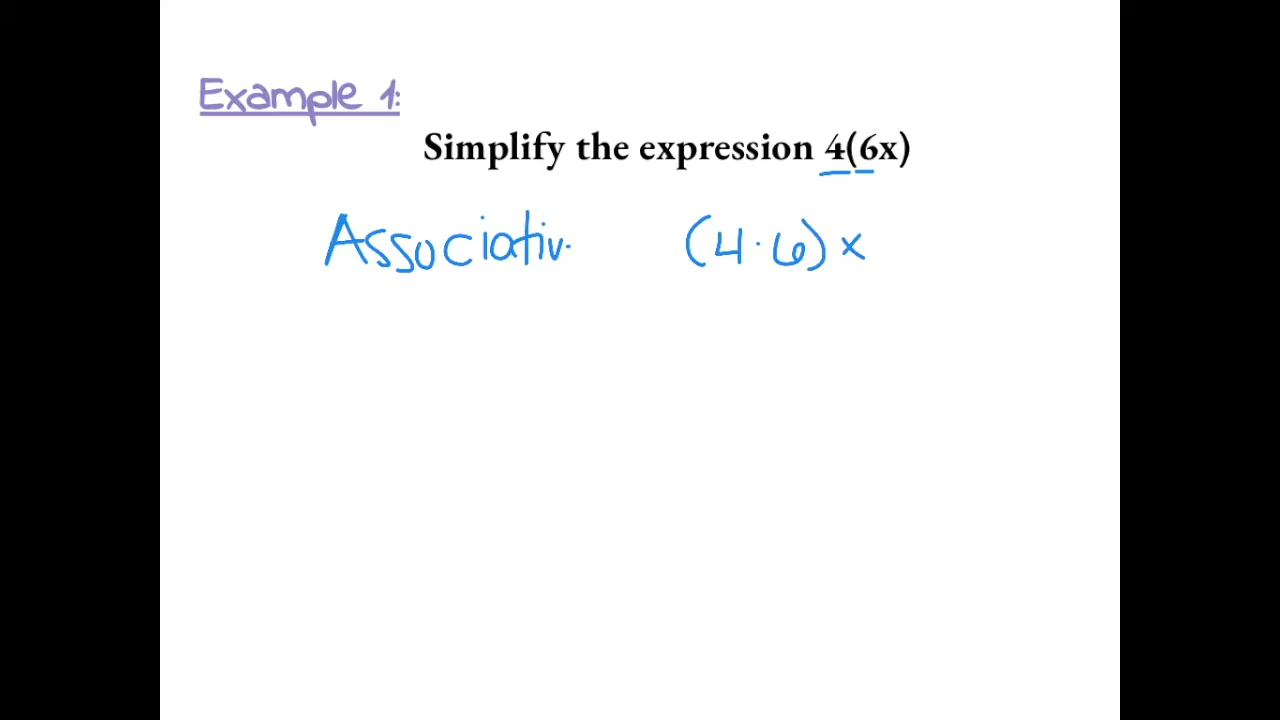 Example 1:
Simplify the expression 4(6x)
Associativ (4·6)x